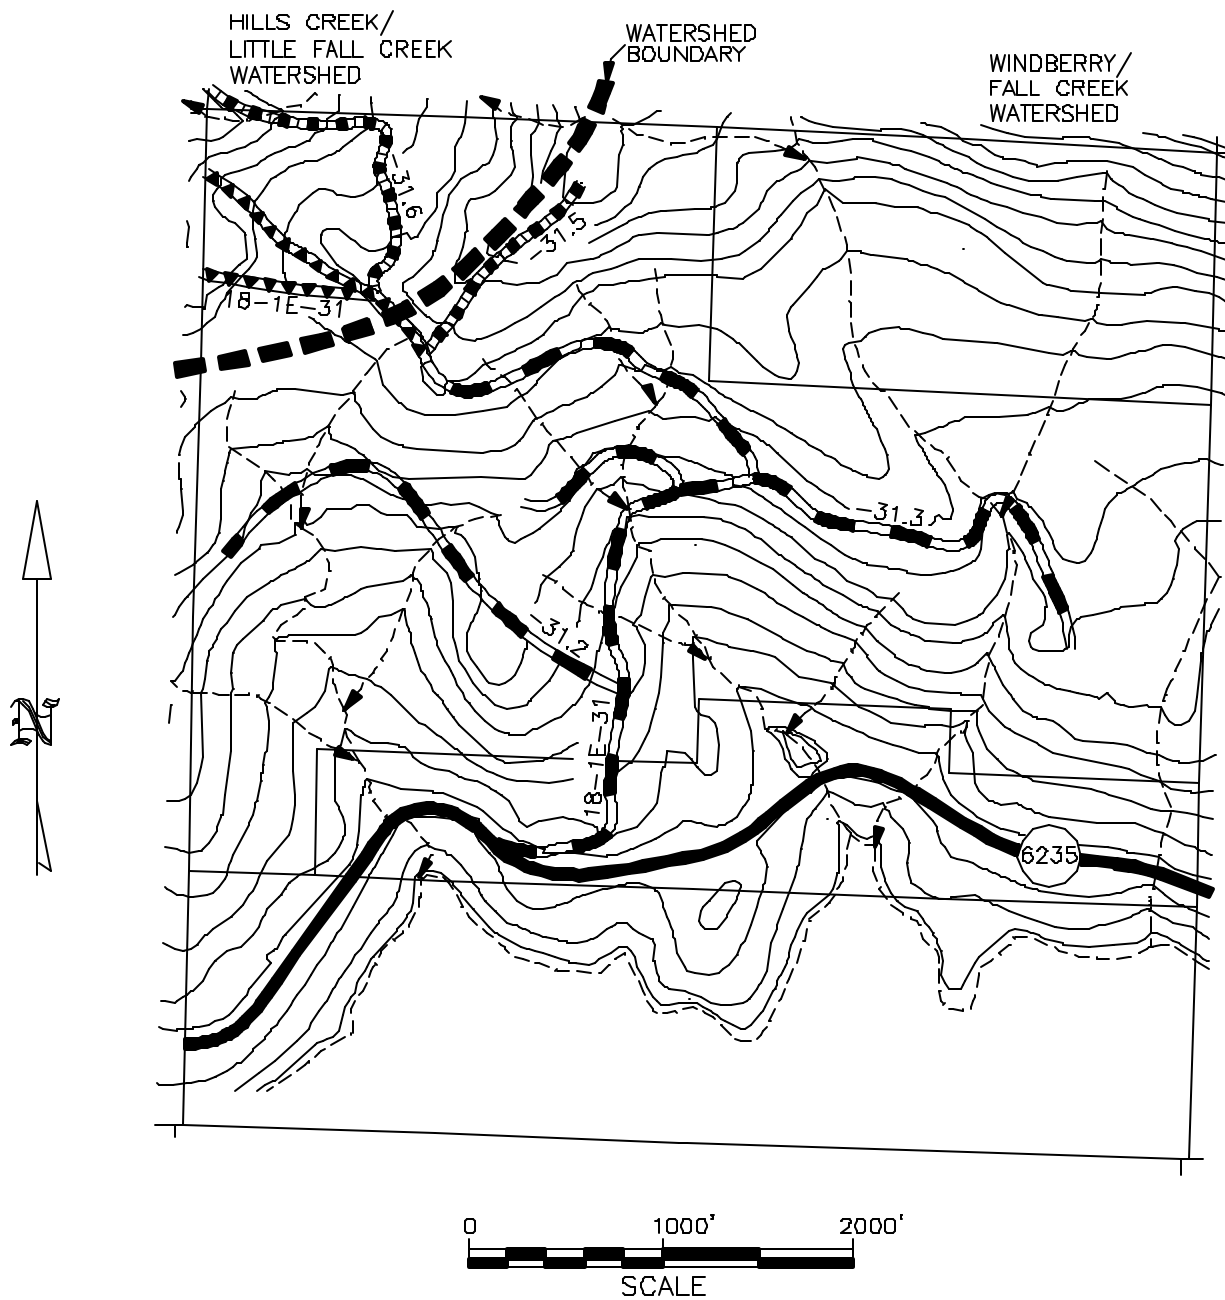 HILLS CREEK/
LITTLE FALL CREEK
WATERSHED
WATERSHED
BOUNDARY
WINDBERRY/
FALL CREEK
WATERSHED
-31.6
-31.5
18-1E-31
-31.3
-31.2
18-1E-31
6235
N
0 1000' 2000'
SCALE